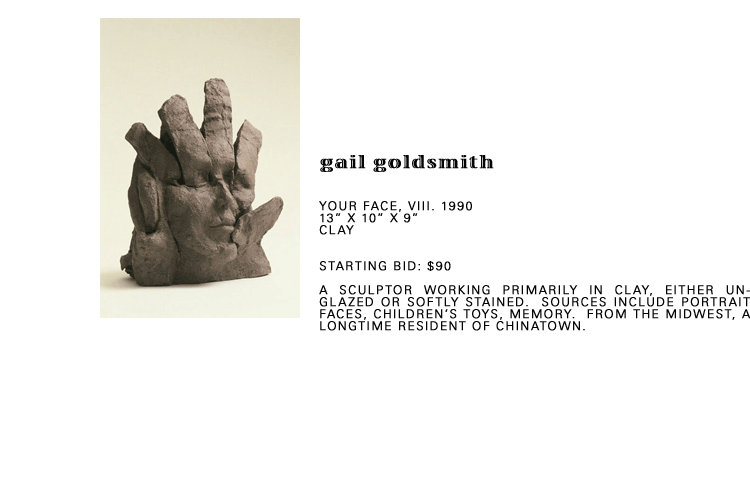 gail goldsmith
YOUR FACE, VIII. 1990
13" X 10" X 9"
CLAY
STARTING BID: $90
A SCULPTOR WORKING PRIMARILY IN CLAY, EITHER UN-
GLAZED OR SOFTLY STAINED. SOURCES INCLUDE PORTRAIT
FACES, CHILDREN'S TOYS, MEMORY. FROM THE MIDWEST, A
LONGTIME RESIDENT OF CHINATOWN.